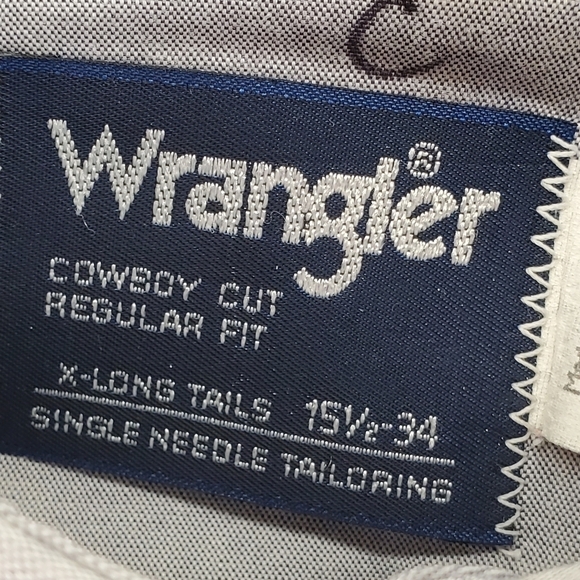 C
Wrangler®
COWBOY CUT
REGULAR FIT
X-LONG TAILS 15½-34
SINGLE NEEDLE TAILORING